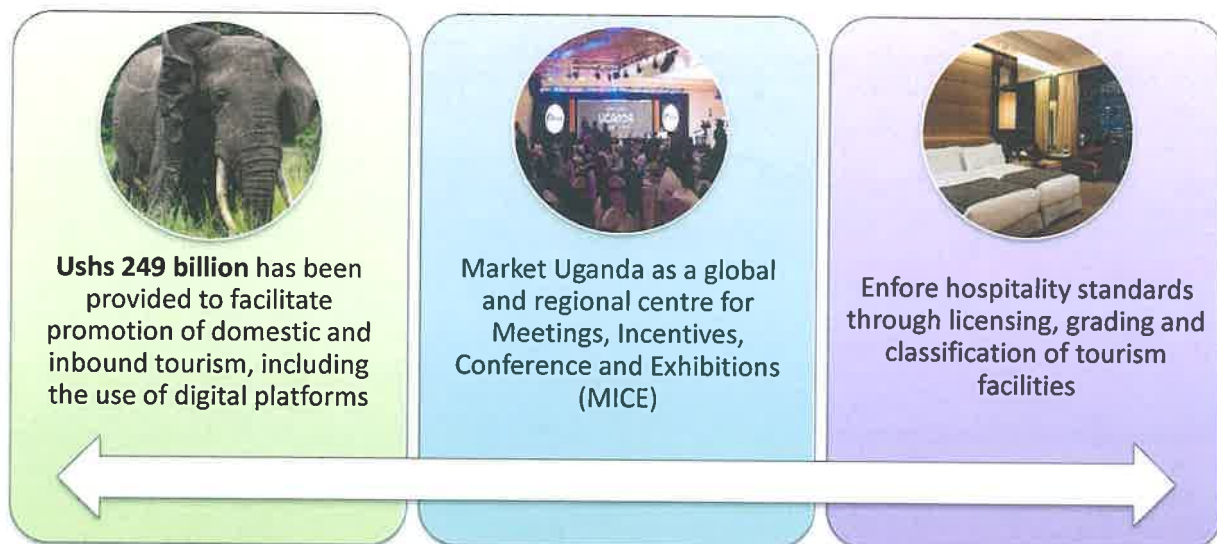 UGANDA
Ushs 249 billion has been
provided to facilitate
promotion of domestic and
inbound tourism, including
the use of digital platforms
Market Uganda as a global
and regional centre for
Meetings, Incentives,
Conference and Exhibitions
(MICE)
Enfore hospitality standards
through licensing, grading and
classification of tourism
facilities